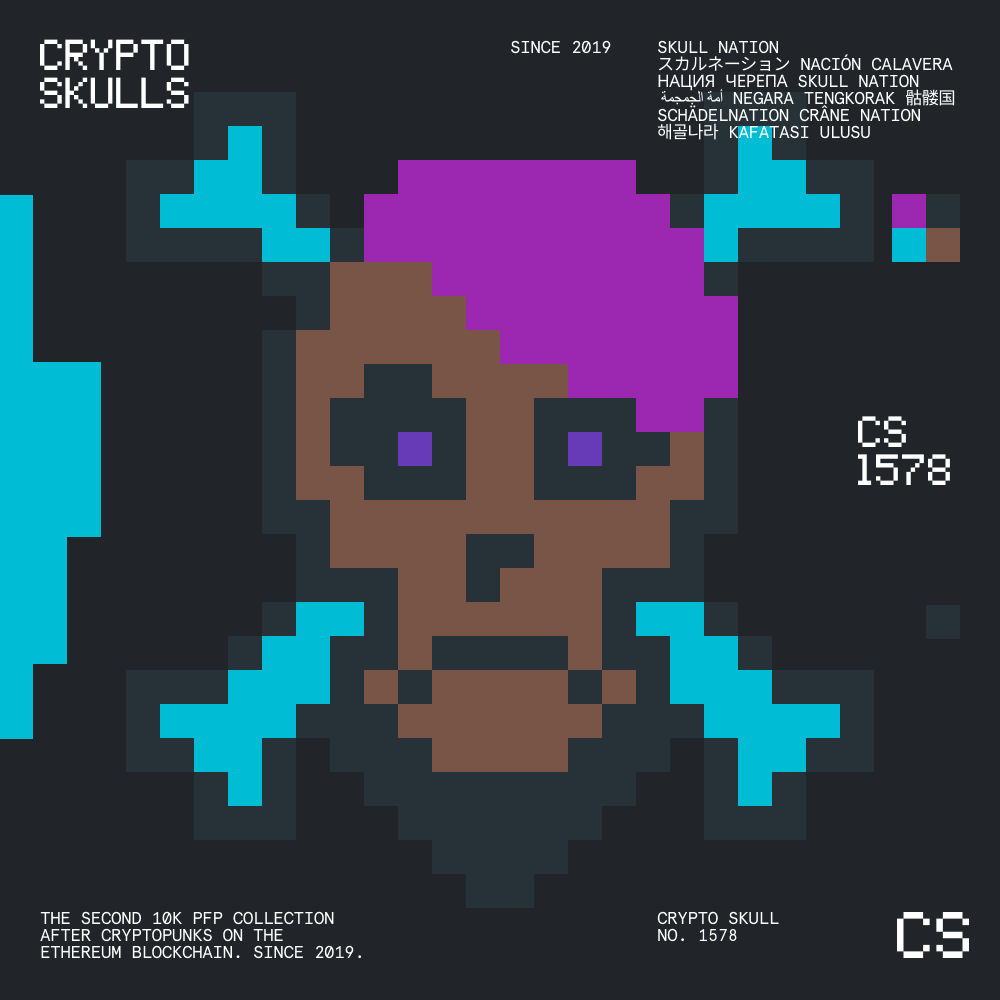 CRYPTO
SKULLS
SINCE 2019
SKULL NATION
スカルネーション NACIÓN CALAVERA
НАЦИЯ ЧЕРЕПА SKULL NATION
أمة الجمجمة NEGARA TENGKORAK 骷髅国
SCHÄDELNATION CRÂNE NATION
해골나라 KAFATASI ULUSU
CS
1578
THE SECOND 10K PFP COLLECTION
AFTER CRYPTOPUNKS ON THE
ETHEREUM BLOCKCHAIN. SINCE 2019.
CRYPTO SKULL
NO. 1578
CS